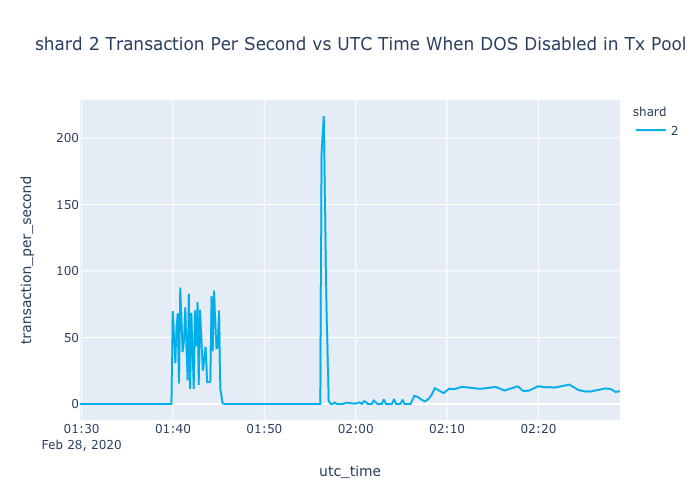 shard 2 Transaction Per Second vs UTC Time When DOS Disabled in Tx Pool
shard
2
transaction_per_second
200
150
100
50
0
01:30 01:40 01:50 02:00 02:10 02:20
Feb 28, 2020
utc_time